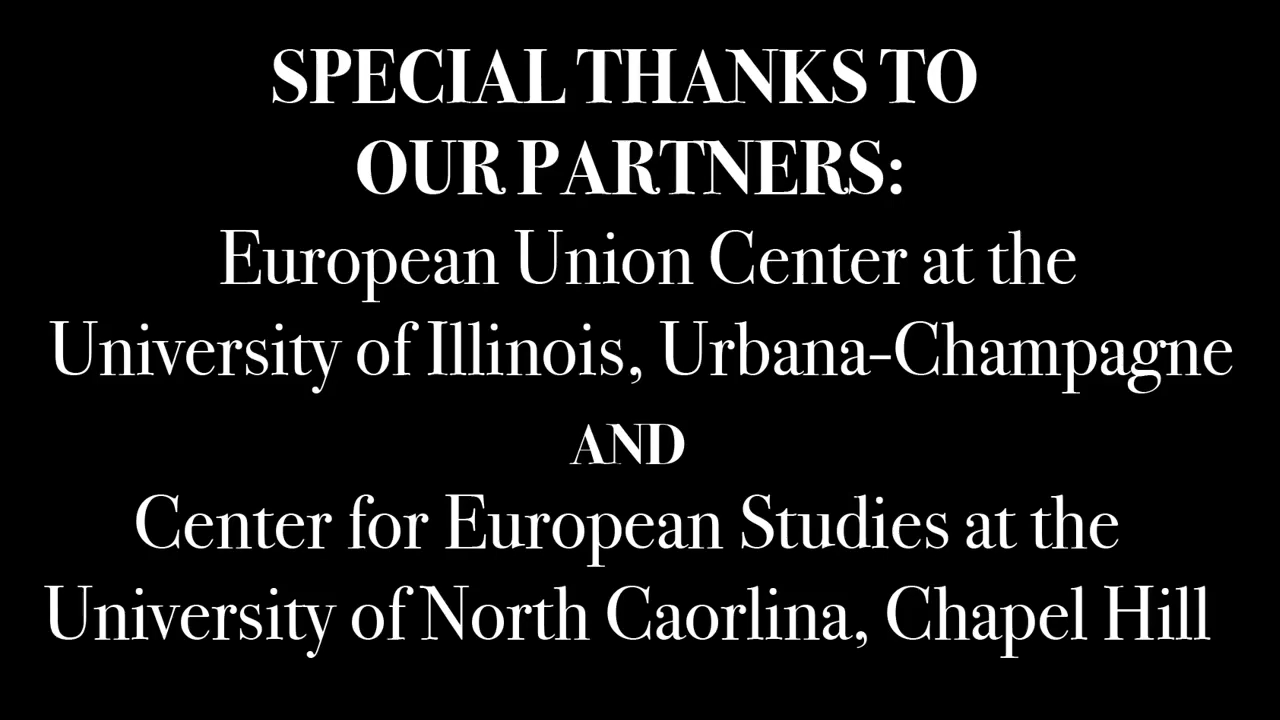 SPECIAL THANKS TO
OUR PARTNERS:
European Union Center at the
University of Illinois, Urbana-Champagne
AND
Center for European Studies at the
University of North Caorlina, Chapel Hill